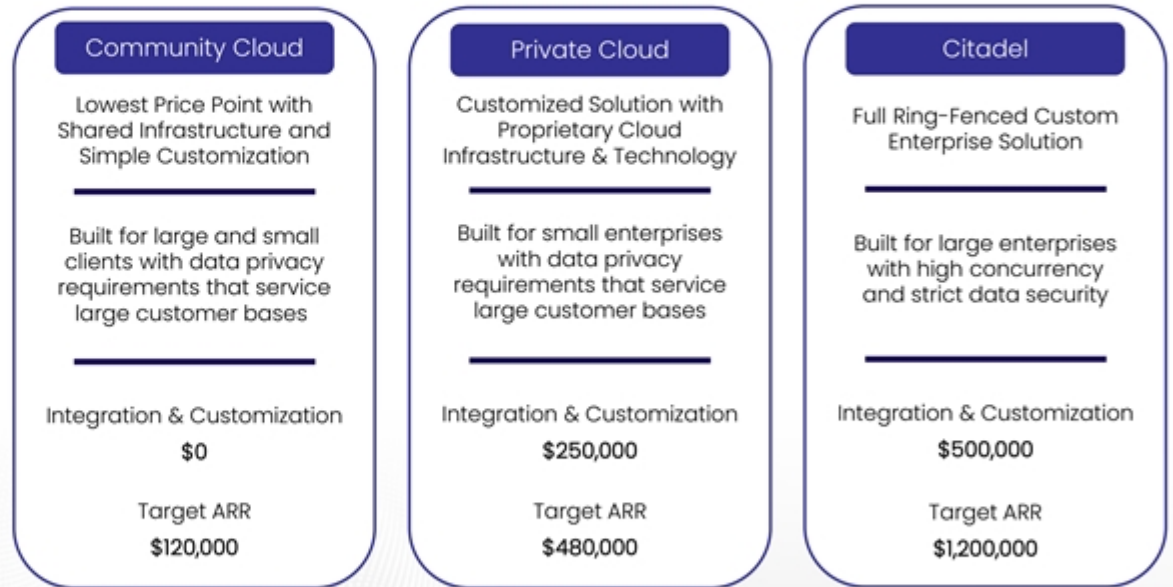 Community Cloud
Lowest Price Point with
Shared Infrastructure and
Simple Customization
Built for large and small
clients with data privacy
requirements that service
large customer bases
Integration & Customization
$0
Target ARR
$120,000
Private Cloud
Customized Solution with
Proprietary Cloud
Infrastructure & Technology
Built for small enterprises
with data privacy
requirements that service
large customer bases
Integration & Customization
$250,000
Target ARR
$480,000
Citadel
Full Ring-Fenced Custom
Enterprise Solution
Built for large enterprises
with high concurrency
and strict data security
Integration & Customization
$500,000
Target ARR
$1,200,000